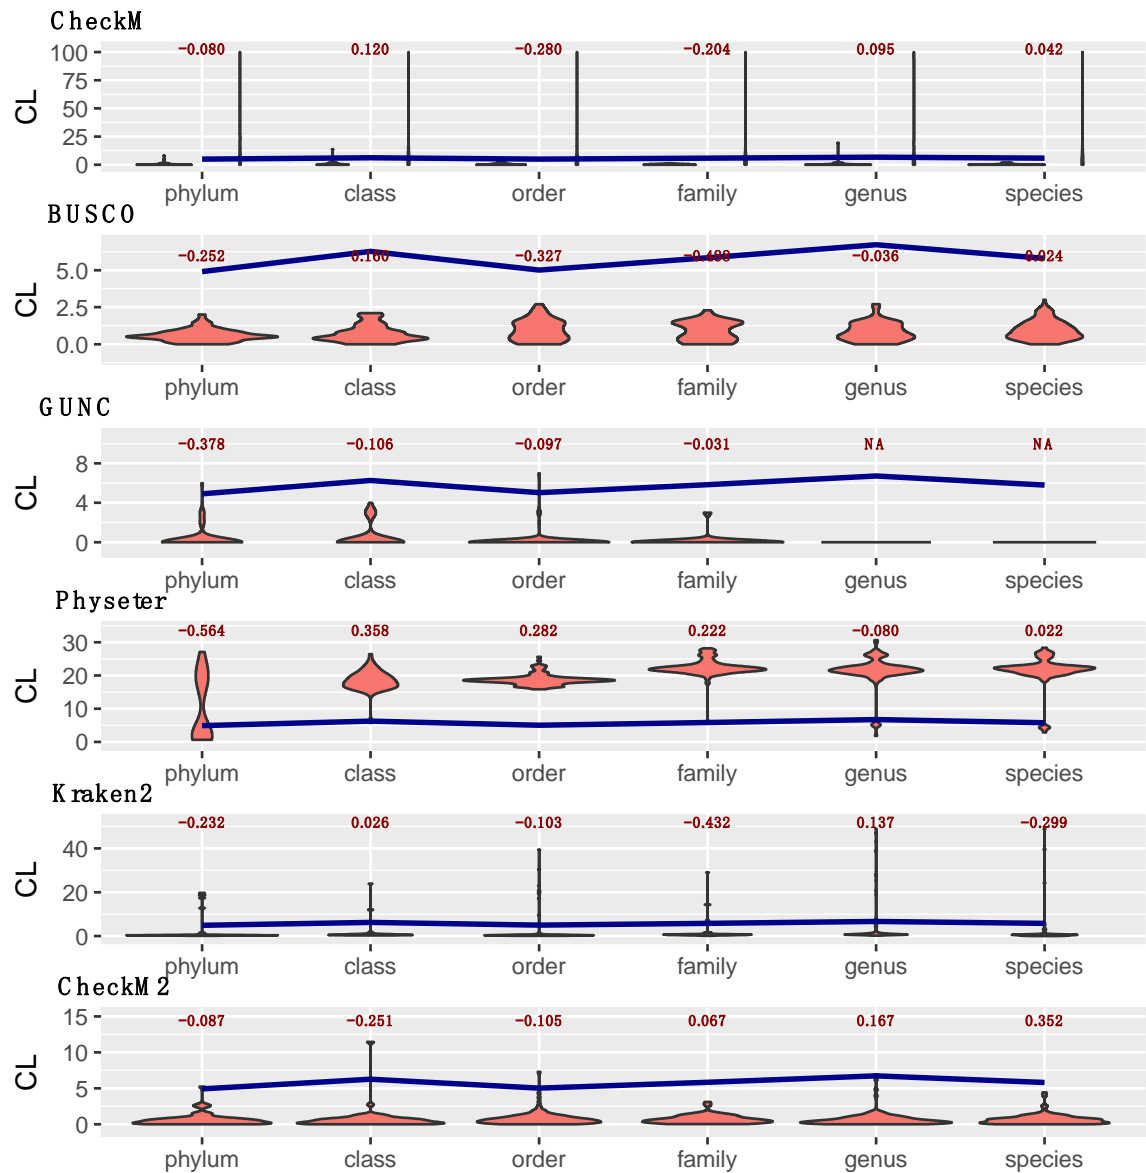 CheckM
-0.080 0.120 -0.280 -0.204 0.095 0.042
100
75
50
25
0
CL
phylum class order family genus species
BUSCO
-0.252 0.160 -0.327 -0.488 -0.036 0.024
5.0
2.5
0.0
CL
phylum class order family genus species
GUNC
-0.378 -0.106 -0.097 -0.031 NA NA
8
4
0
CL
phylum class order family genus species
Physeter
-0.564 0.358 0.282 0.222 -0.080 0.022
30
20
10
0
CL
phylum class order family genus species
Kraken2
-0.232 0.026 -0.103 -0.432 0.137 -0.299
40
20
0
CL
phylum class order family genus species
CheckM2
-0.087 -0.251 -0.105 0.067 0.167 0.352
15
10
5
0
CL
phylum class order family genus species